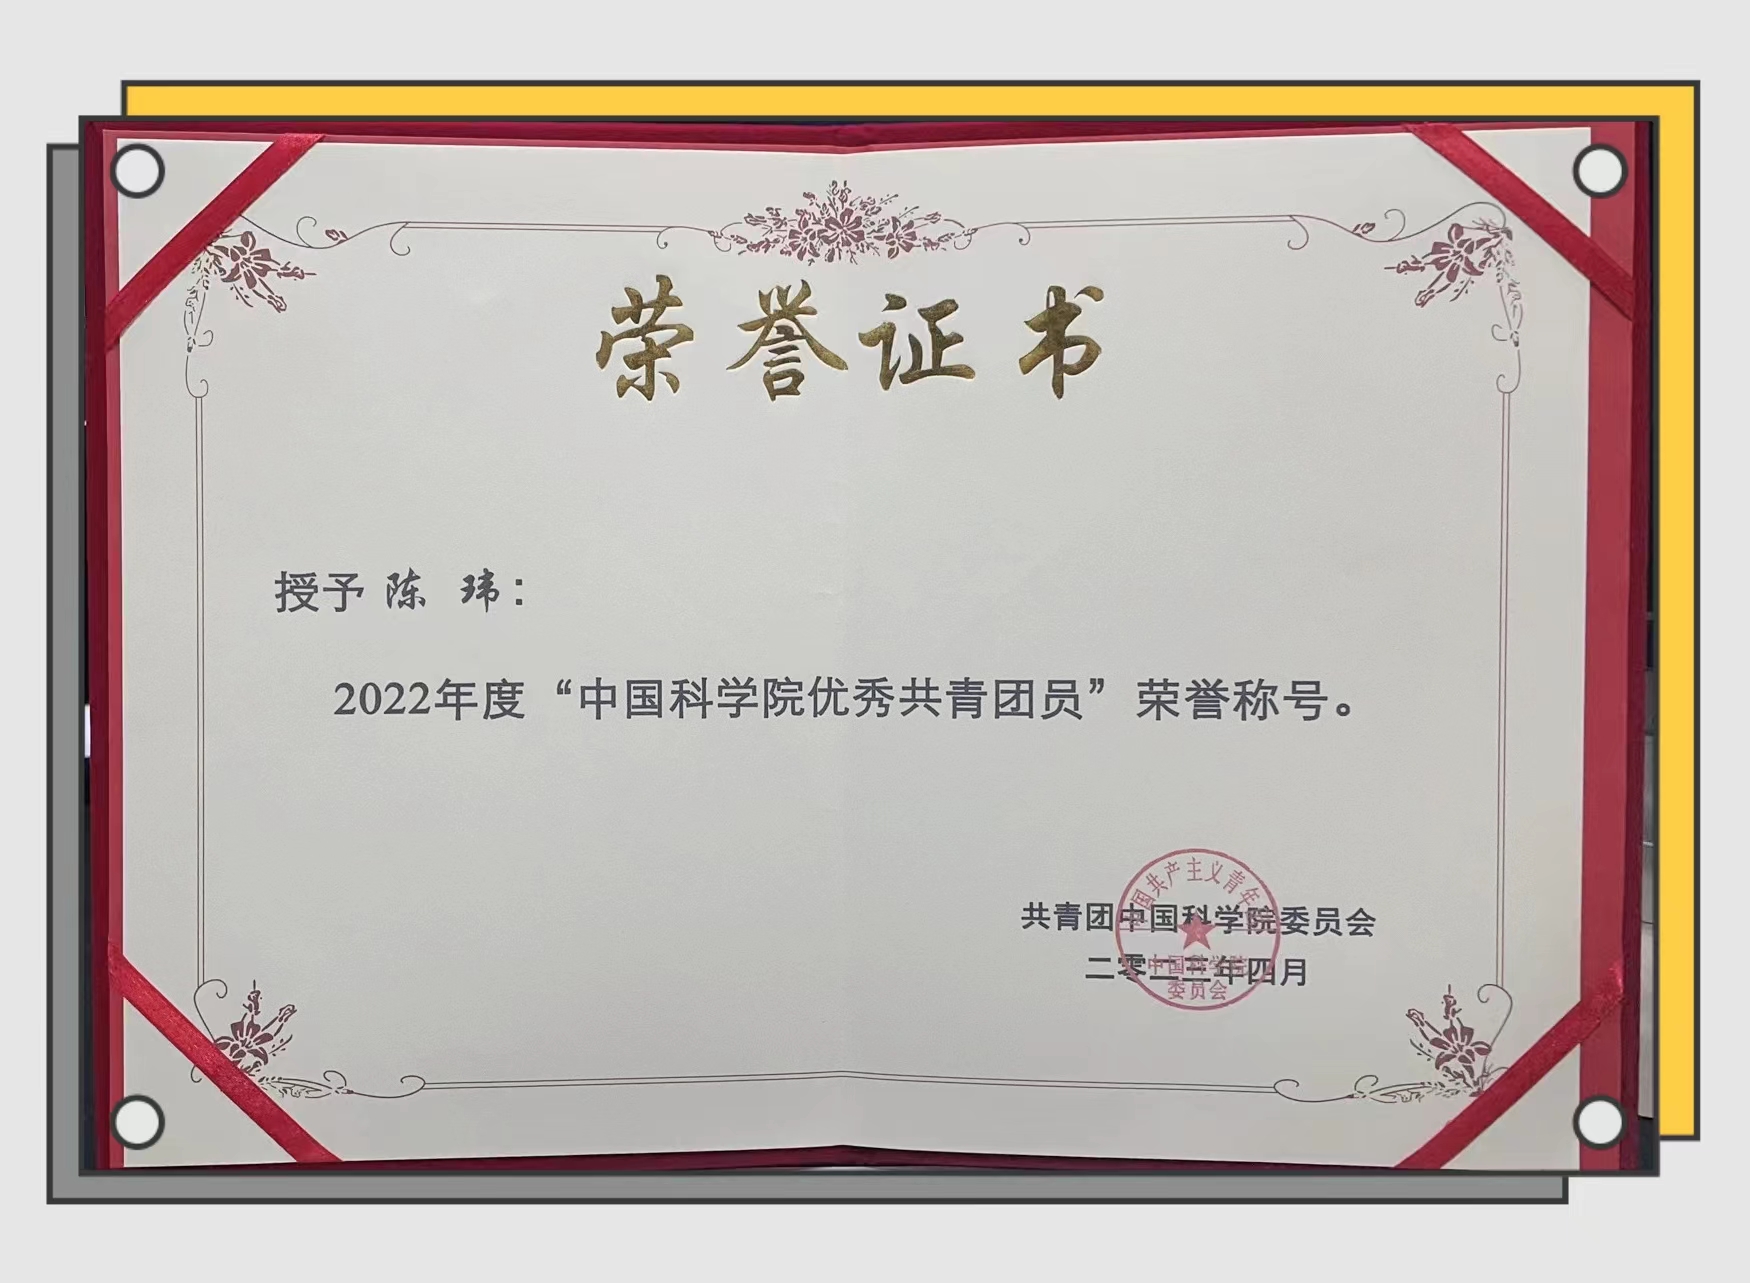 荣誉证书
授予 陈 玮：
2022年度“中国科学院优秀共青团员”荣誉称号。
共青团中国科学院委员会
二零二三年四月
中国共产主义青年团
中国科学院
委员会